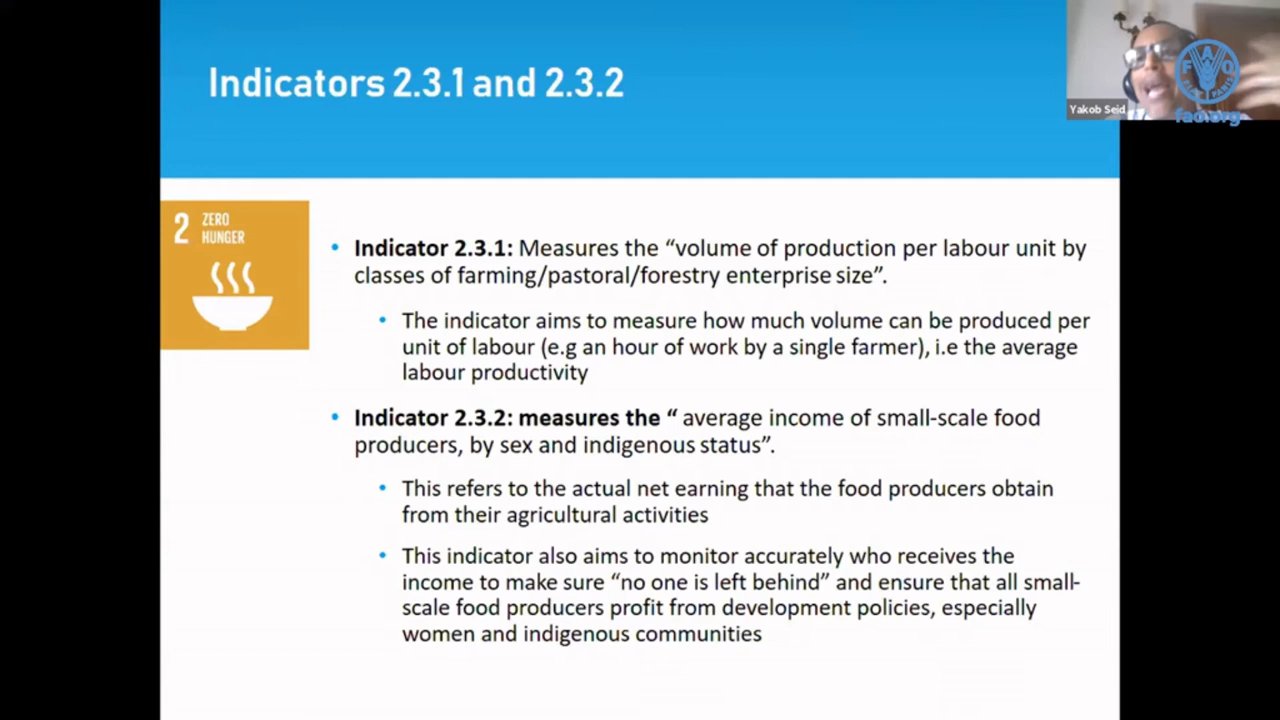 Indicators 2.3.1 and 2.3.2
Yakob Seid
F A O
fao.org
2 ZERO
HUNGER
• Indicator 2.3.1: Measures the “volume of production per labour unit by
classes of farming/pastoral/forestry enterprise size”.
• The indicator aims to measure how much volume can be produced per
unit of labour (e.g an hour of work by a single farmer), i.e the average
labour productivity
• Indicator 2.3.2: measures the “ average income of small-scale food
producers, by sex and indigenous status”.
• This refers to the actual net earning that the food producers obtain
from their agricultural activities
• This indicator also aims to monitor accurately who receives the
income to make sure “no one is left behind” and ensure that all small-
scale food producers profit from development policies, especially
women and indigenous communities